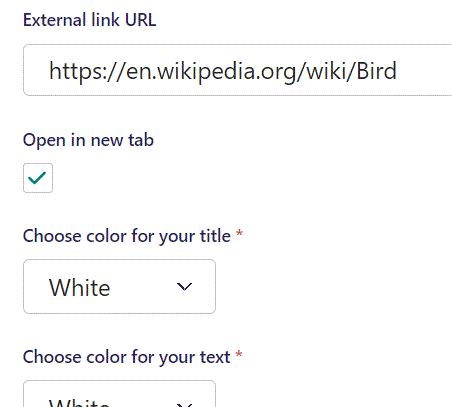 External link URL
https://en.wikipedia.org/wiki/Bird
Open in new tab
Choose color for your title *
White
Choose color for your text *
White